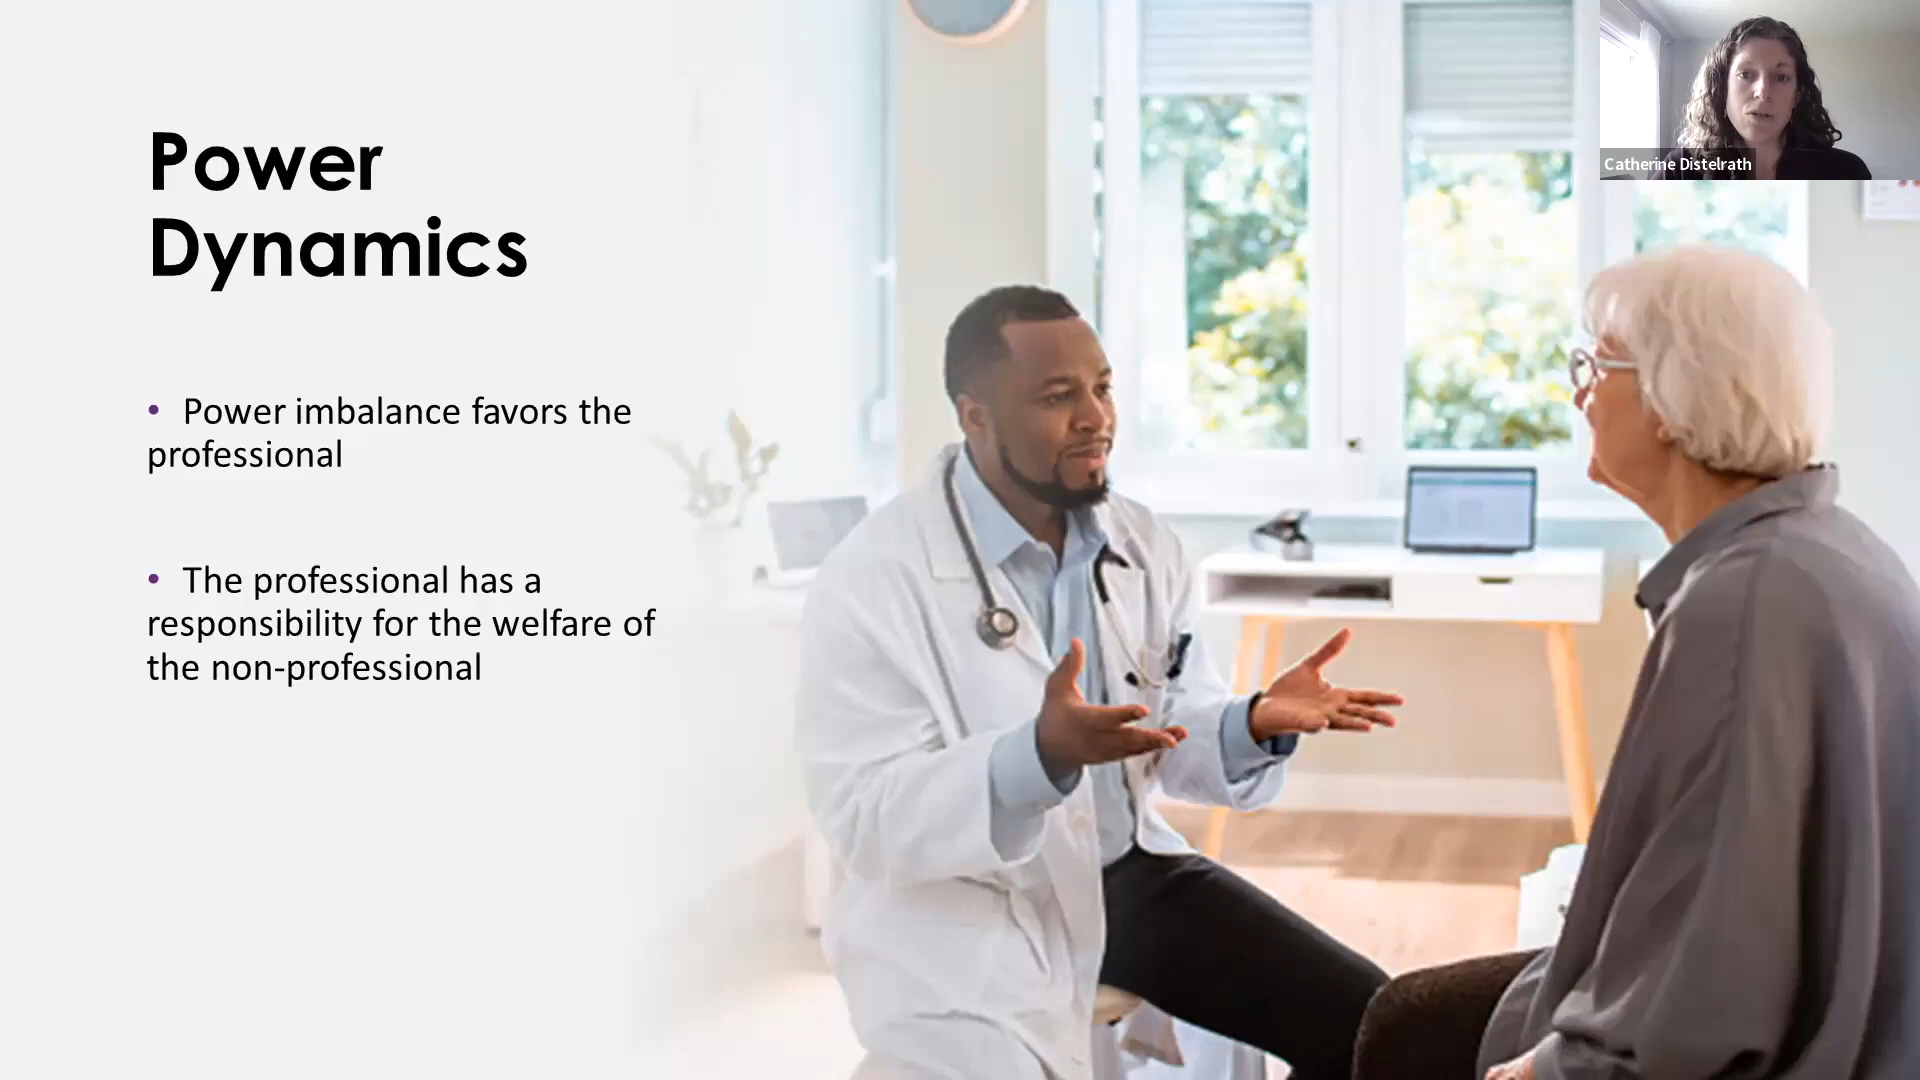 Power
Dynamics
• Power imbalance favors the
professional
• The professional has a
responsibility for the welfare of
the non-professional
Catherine Distelrath